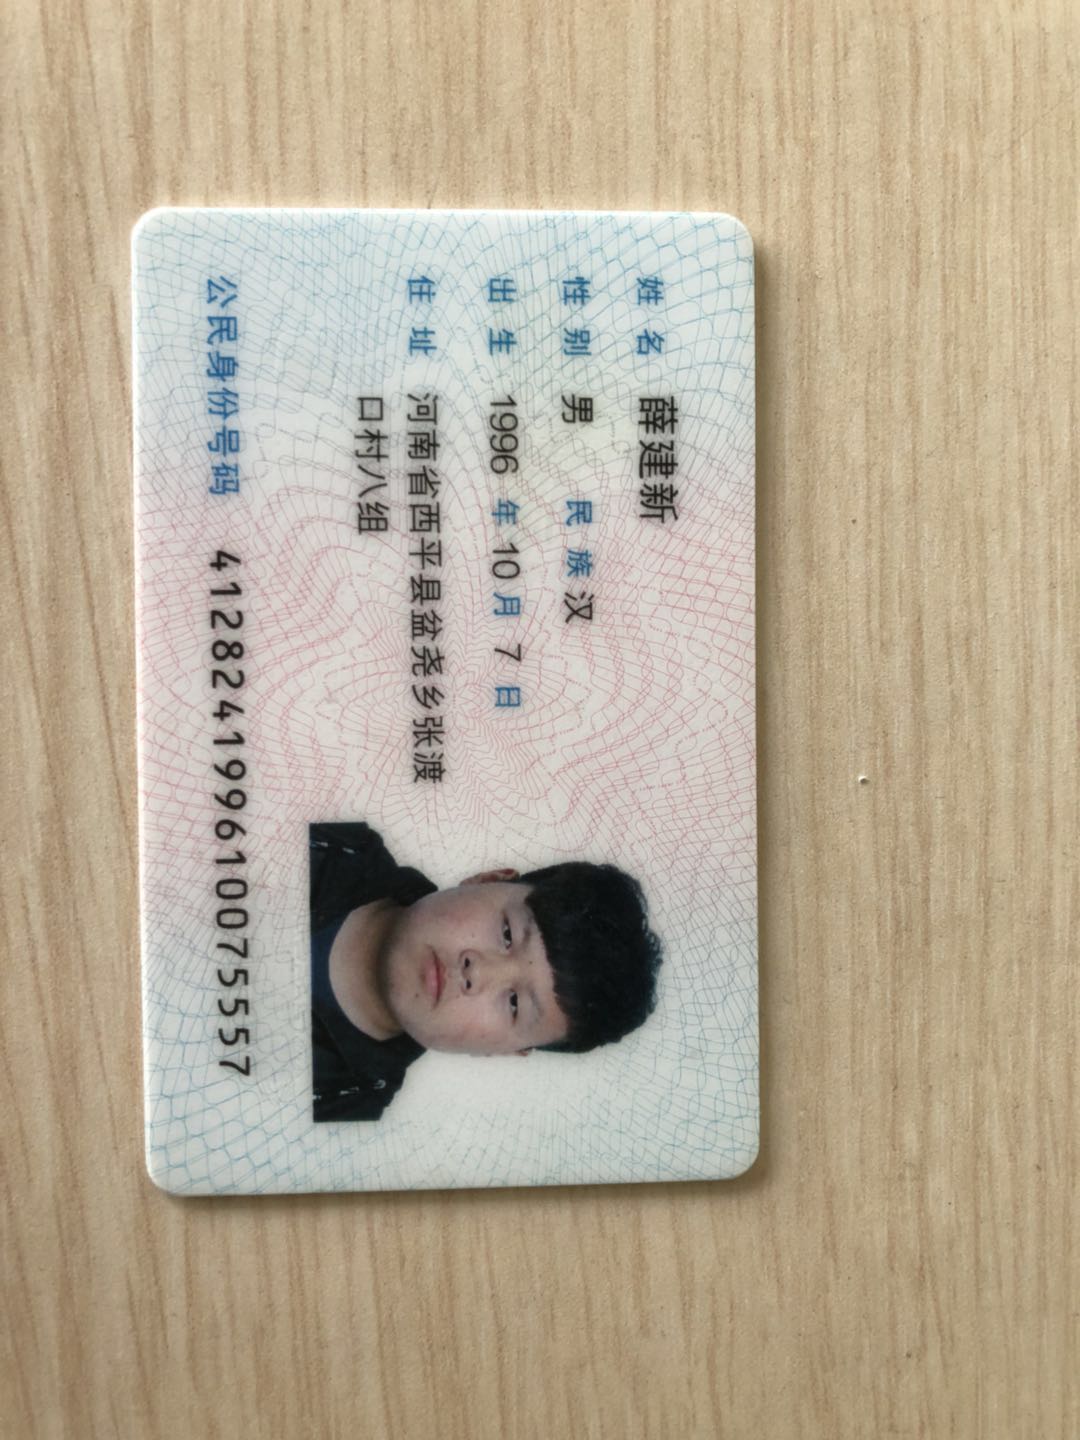 姓名 薛建新
性别 男 民族 汉
出生 1996 年 10 月 7 日
住址 河南省西平县盆尧乡张渡
口村八组
公民身份号码 412824199610075557